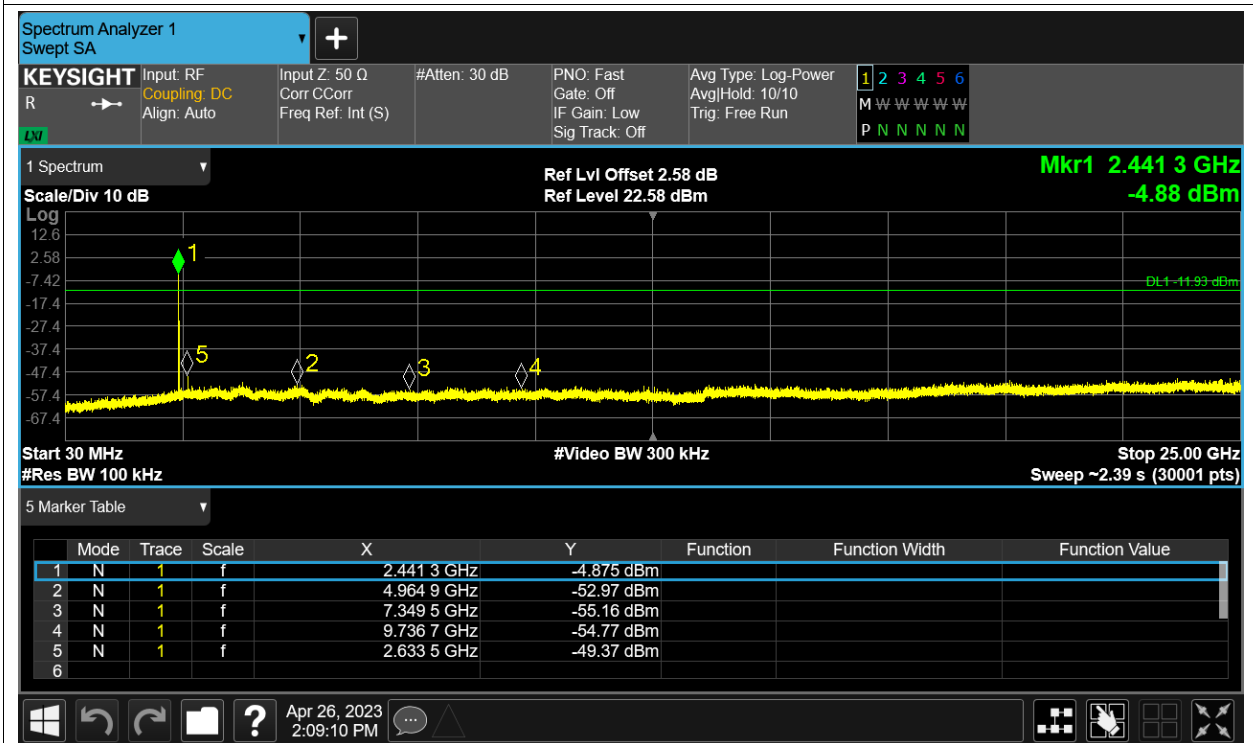 Spectrum Analyzer 1
Swept SA
KEYSIGHT
R
LXI
Input: RF
Coupling: DC
Align: Auto
Input Z: 50 Ω
Corr CCorr
Freq Ref: Int (S)
#Atten: 30 dB
PNO: Fast
Gate: Off
IF Gain: Low
Sig Track: Off
Avg Type: Log-Power
Avg|Hold: 10/10
Trig: Free Run
1 2 3 4 5 6
M W W W W W
P N N N N N
1 Spectrum
Scale/Div 10 dB
Ref Lvl Offset 2.58 dB
Ref Level 22.58 dBm
Mkr1 2.441 3 GHz
-4.88 dBm
Log
12.6
2.58
-7.42
-17.4
-27.4
-37.4
-47.4
-57.4
-67.4
1
5
2
3
4
DL1 -11.93 dBm
Start 30 MHz
#Video BW 300 kHz
Stop 25.00 GHz
#Res BW 100 kHz
Sweep ~2.39 s (30001 pts)
5 Marker Table
Mode Trace Scale X Y Function Function Width Function Value
1 N 1 f 2.441 3 GHz -4.875 dBm
2 N 1 f 4.964 9 GHz -52.97 dBm
3 N 1 f 7.349 5 GHz -55.16 dBm
4 N 1 f 9.736 7 GHz -54.77 dBm
5 N 1 f 2.633 5 GHz -49.37 dBm
6
?
Apr 26, 2023
2:09:10 PM